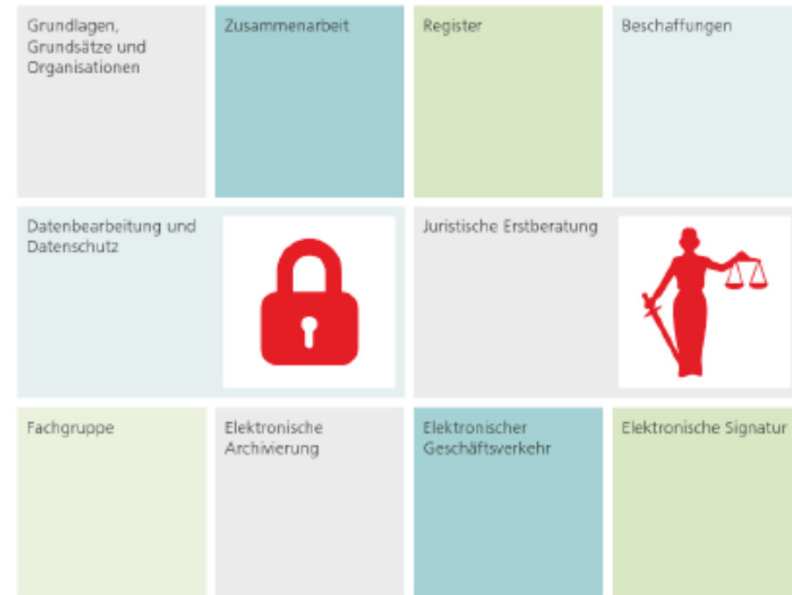 Grundlagen,
Grundsätze und
Organisationen
Zusammenarbeit
Register
Beschaffungen
Datenbearbeitung und
Datenschutz
Juristische Erstberatung
Fachgruppe
Elektronische
Archivierung
Elektronischer
Geschäftsverkehr
Elektronische Signatur